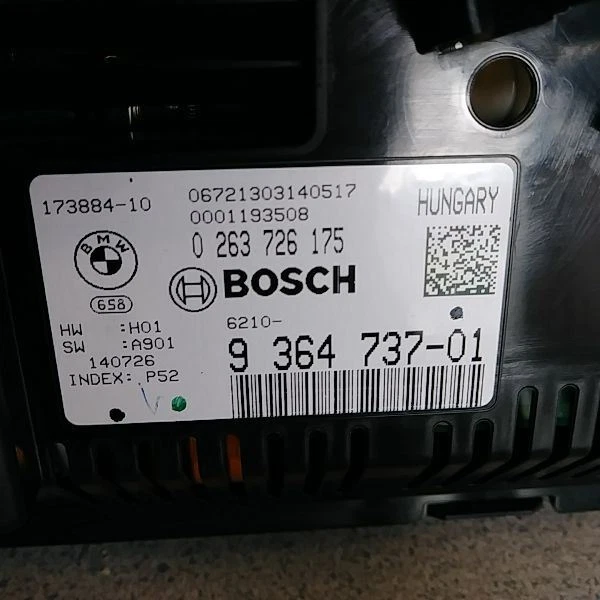 173884-10
06721303140517
0001193508
HUNGARY
0 263 726 175
BMW
BOSCH
658
HW :H01
SW :A901
140726
INDEX: P52
6210-
9 364 737-01